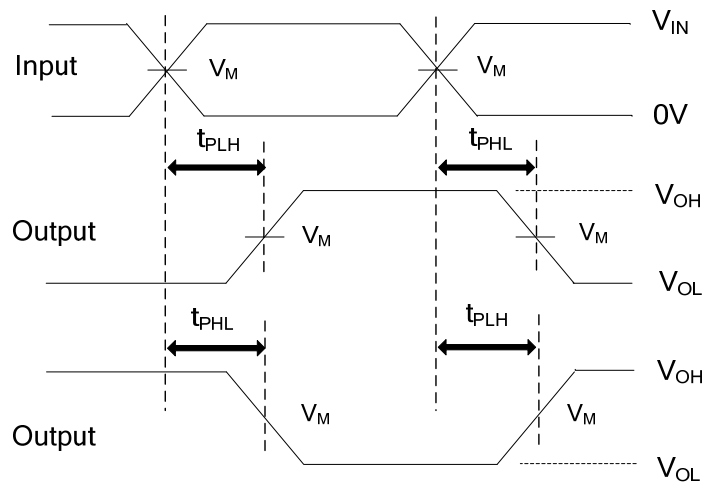 V_IN
Input
V_M
V_M
0V
t_PLH
t_PHL
V_OH
Output
V_M
V_M
V_OL
t_PHL
t_PLH
V_OH
V_M
V_M
Output
V_OL